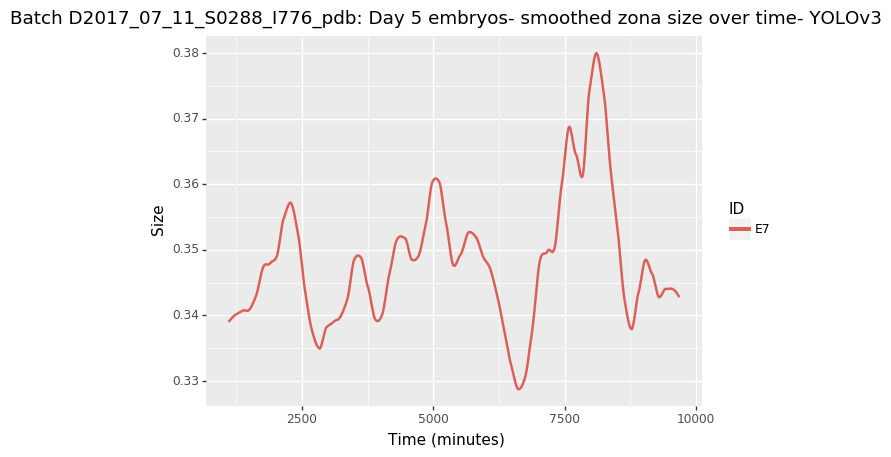 Batch D2017_07_11_S0288_I776_pdb: Day 5 embryos- smoothed zona size over time- YOLOv3
0.38
0.37
0.36
0.35
0.34
0.33
Size
2500 5000 7500 10000
Time (minutes)
ID
E7